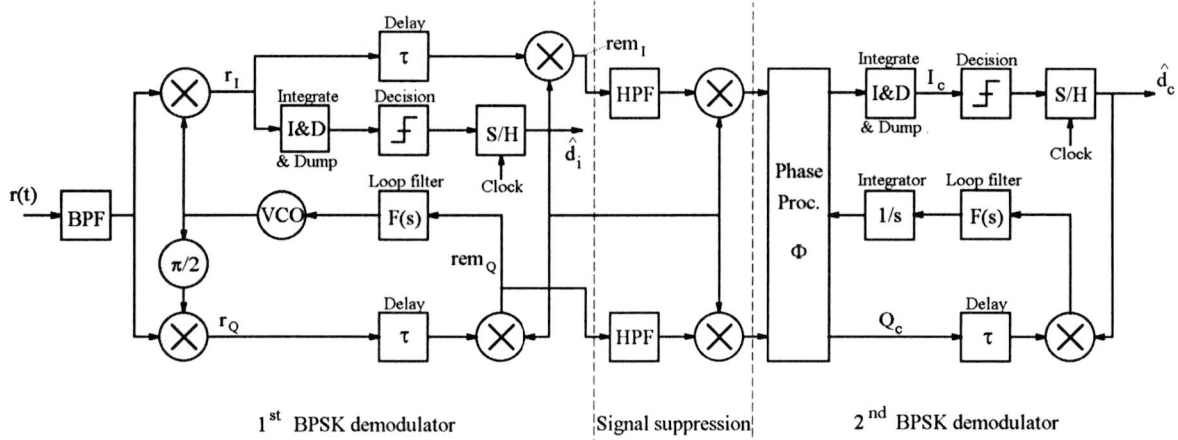 Delay
τ
rem_I
r_I
Integrate
I&D
& Dump
Decision
S/H
Clock
d̂_i
HPF
r(t)
BPF
VCO
Loop filter
F(s)
π/2
rem_Q
r_Q
Delay
τ
HPF
Phase
Proc.
Φ
Integrate
I&D
& Dump
I_c
Decision
S/H
Clock
d̂_c
Integrator
1/s
Loop filter
F(s)
Q_c
Delay
τ
1st BPSK demodulator
Signal suppression
2nd BPSK demodulator